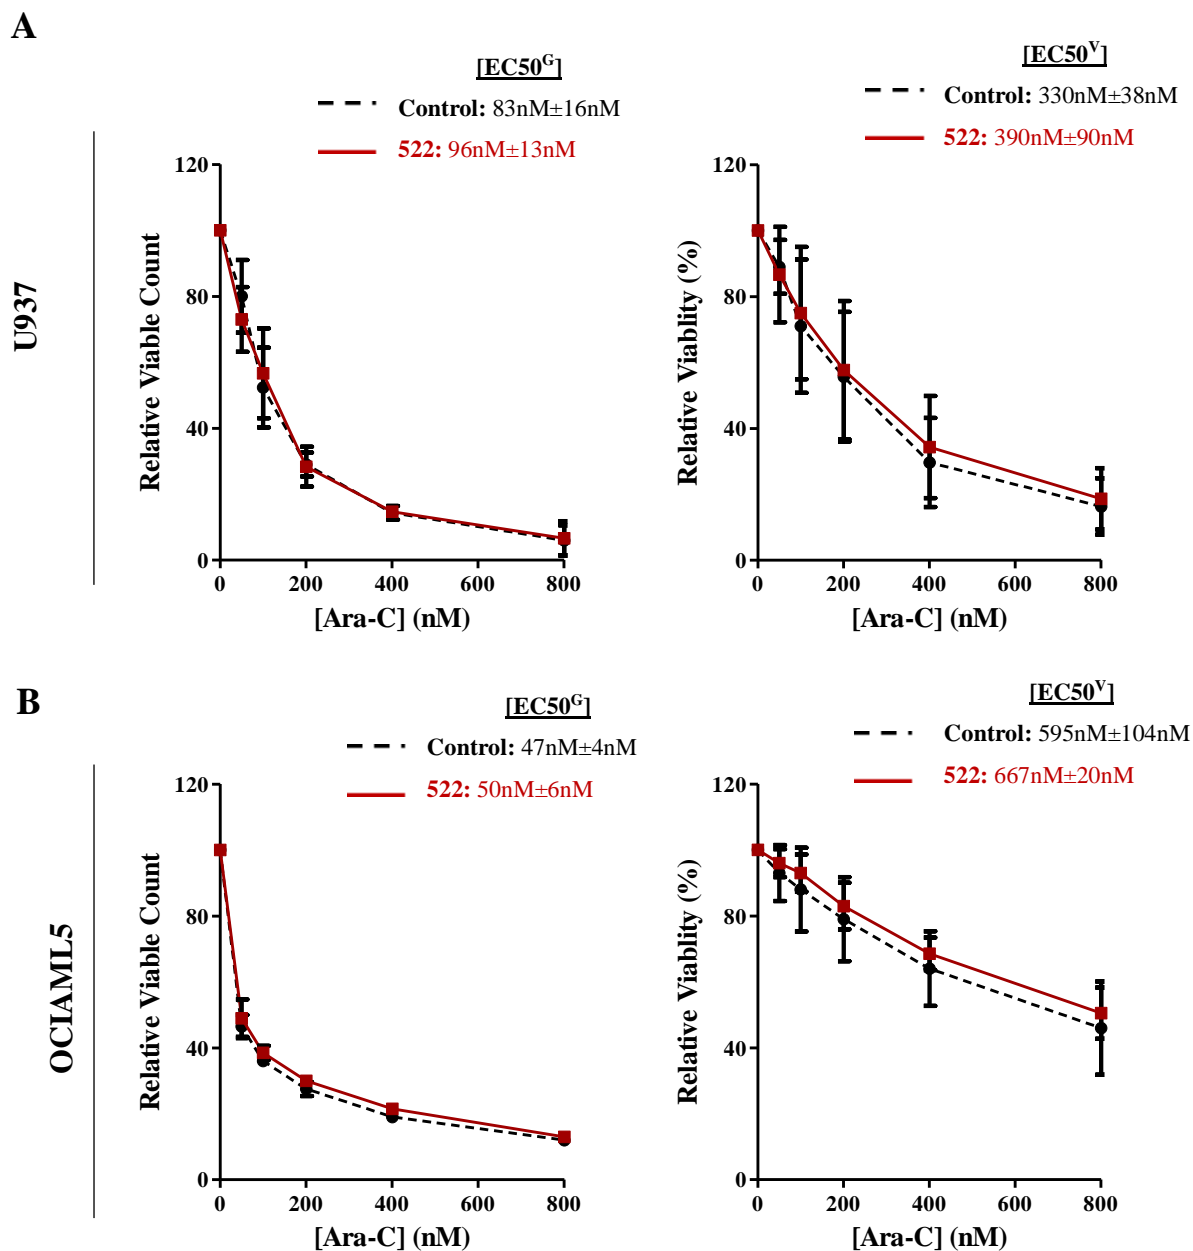 A
U937
[EC50^G]
Control: 83nM±16nM
522: 96nM±13nM
120
80
40
0
Relative Viable Count
0 200 400 600 800
[Ara-C] (nM)
[EC50^V]
Control: 330nM±38nM
522: 390nM±90nM
120
80
40
0
Relative Viablity (%)
0 200 400 600 800
[Ara-C] (nM)
B
OCIAML5
[EC50^G]
Control: 47nM±4nM
522: 50nM±6nM
120
80
40
0
Relative Viable Count
0 200 400 600 800
[Ara-C] (nM)
[EC50^V]
Control: 595nM±104nM
522: 667nM±20nM
120
80
40
0
Relative Viablity (%)
0 200 400 600 800
[Ara-C] (nM)